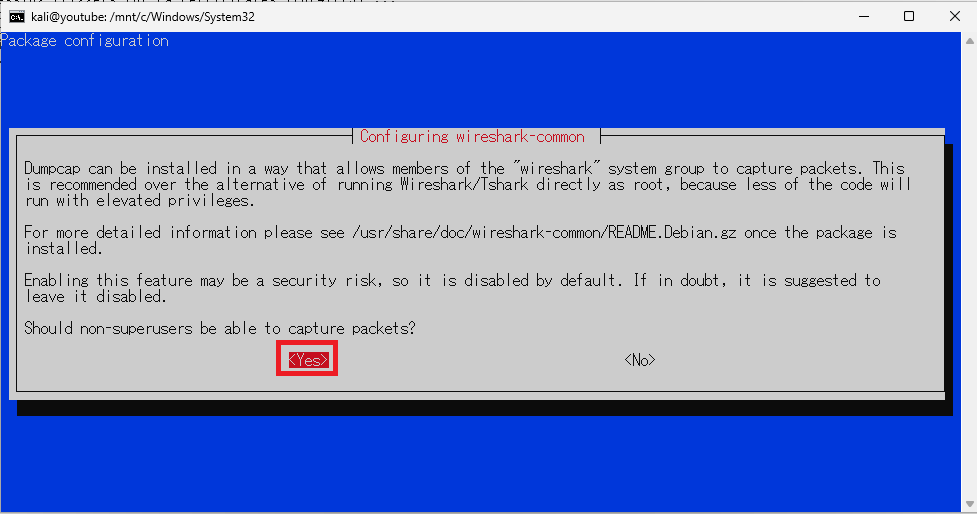 kali@youtube: /mnt/c/Windows/System32
Package configuration
Configuring wireshark-common
Dumpcap can be installed in a way that allows members of the "wireshark" system group to capture packets. This
is recommended over the alternative of running Wireshark/Tshark directly as root, because less of the code will
run with elevated privileges.
For more detailed information please see /usr/share/doc/wireshark-common/README.Debian.gz once the package is
installed.
Enabling this feature may be a security risk, so it is disabled by default. If in doubt, it is suggested to
leave it disabled.
Should non-superusers be able to capture packets?
<Yes> <No>